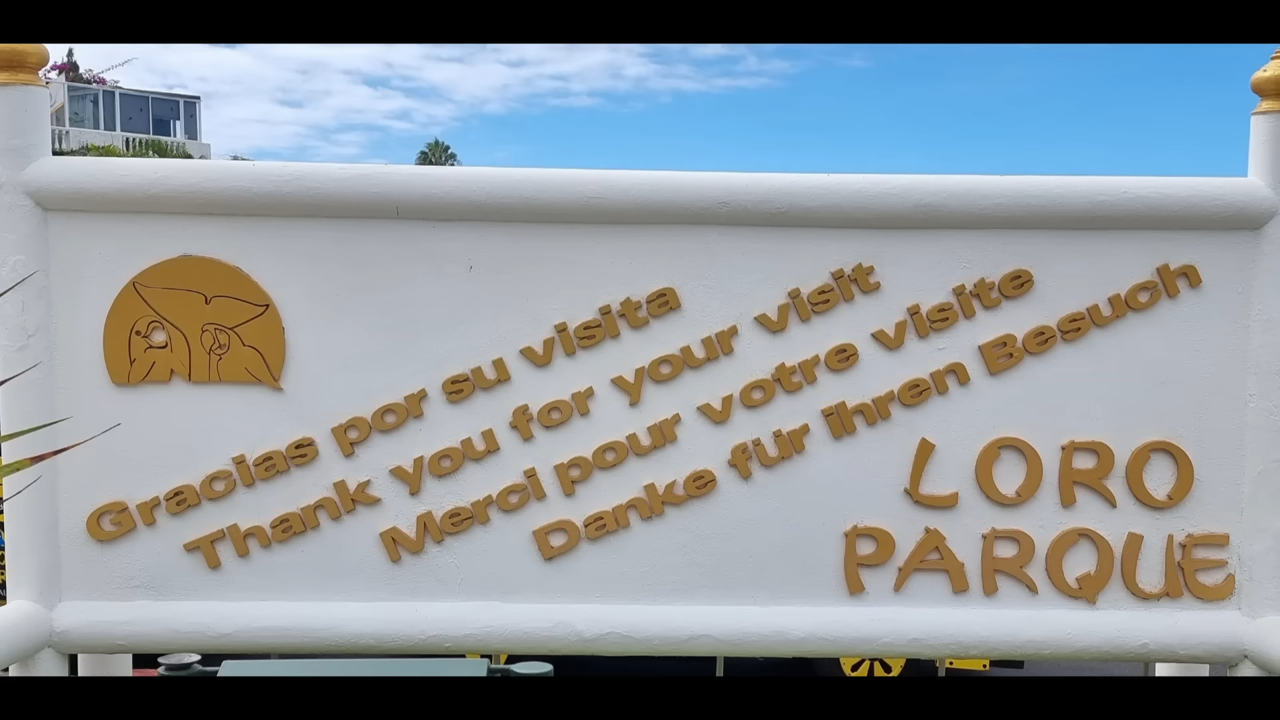 Gracias por su visita
Thank you for your visit
Merci pour votre visite
Danke für ihren Besuch
LORO
PARQUE